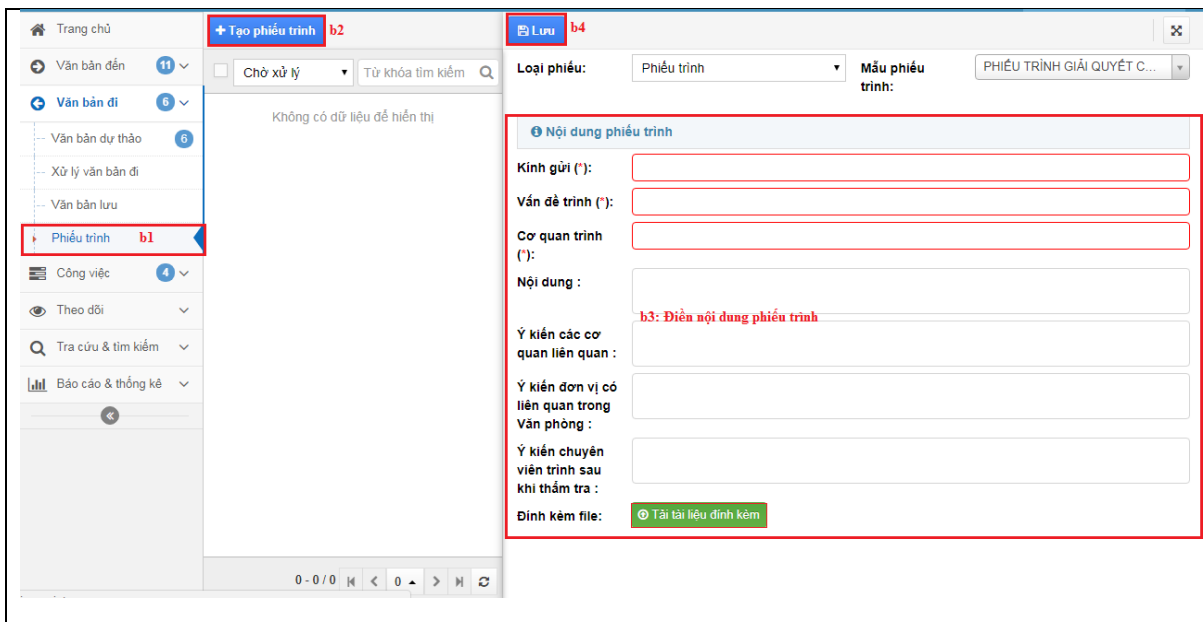 Trang chủ
Văn bản đến 11
Văn bản đi 6
Văn bản dự thảo 6
Xử lý văn bản đi
Văn bản lưu
Phiếu trình b1
Công việc 4
Theo dõi
Tra cứu & tìm kiếm
Báo cáo & thống kê
+ Tạo phiếu trình b2
Chờ xử lý Từ khóa tìm kiếm
Không có dữ liệu để hiển thị
0 - 0 / 0 0
Lưu b4
Loại phiếu: Phiếu trình Mẫu phiếu
trình: PHIẾU TRÌNH GIẢI QUYẾT C...
Nội dung phiếu trình
Kính gửi (*):
Vấn đề trình (*):
Cơ quan trình
(*):
Nội dung :
b3: Điền nội dung phiếu trình
Ý kiến các cơ
quan liên quan :
Ý kiến đơn vị có
liên quan trong
Văn phòng :
Ý kiến chuyên
viên trình sau
khi thẩm tra :
Đính kèm file: Tải tài liệu đính kèm